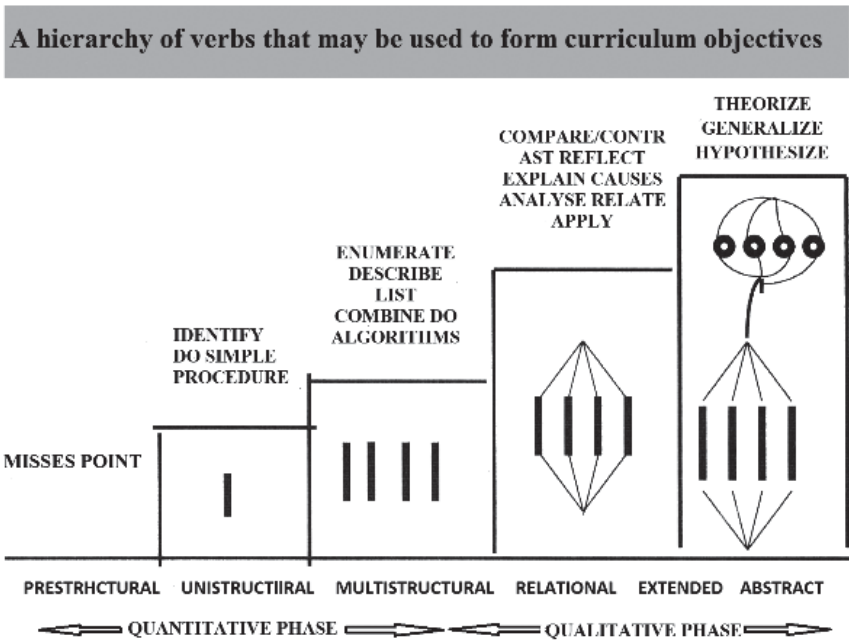 A hierarchy of verbs that may be used to form curriculum objectives
THEORIZE
GENERALIZE
HYPOTHESIZE
COMPARE/CONTR
AST REFLECT
EXPLAIN CAUSES
ANALYSE RELATE
APPLY
ENUMERATE
DESCRIBE
LIST
COMBINE DO
ALGORITIIMS
IDENTIFY
DO SIMPLE
PROCEDURE
MISSES POINT
PRESTRHCTURAL UNISTRUCTIIRAL MULTISTRUCTURAL RELATIONAL EXTENDED ABSTRACT
QUANTITATIVE PHASE QUALITATIVE PHASE